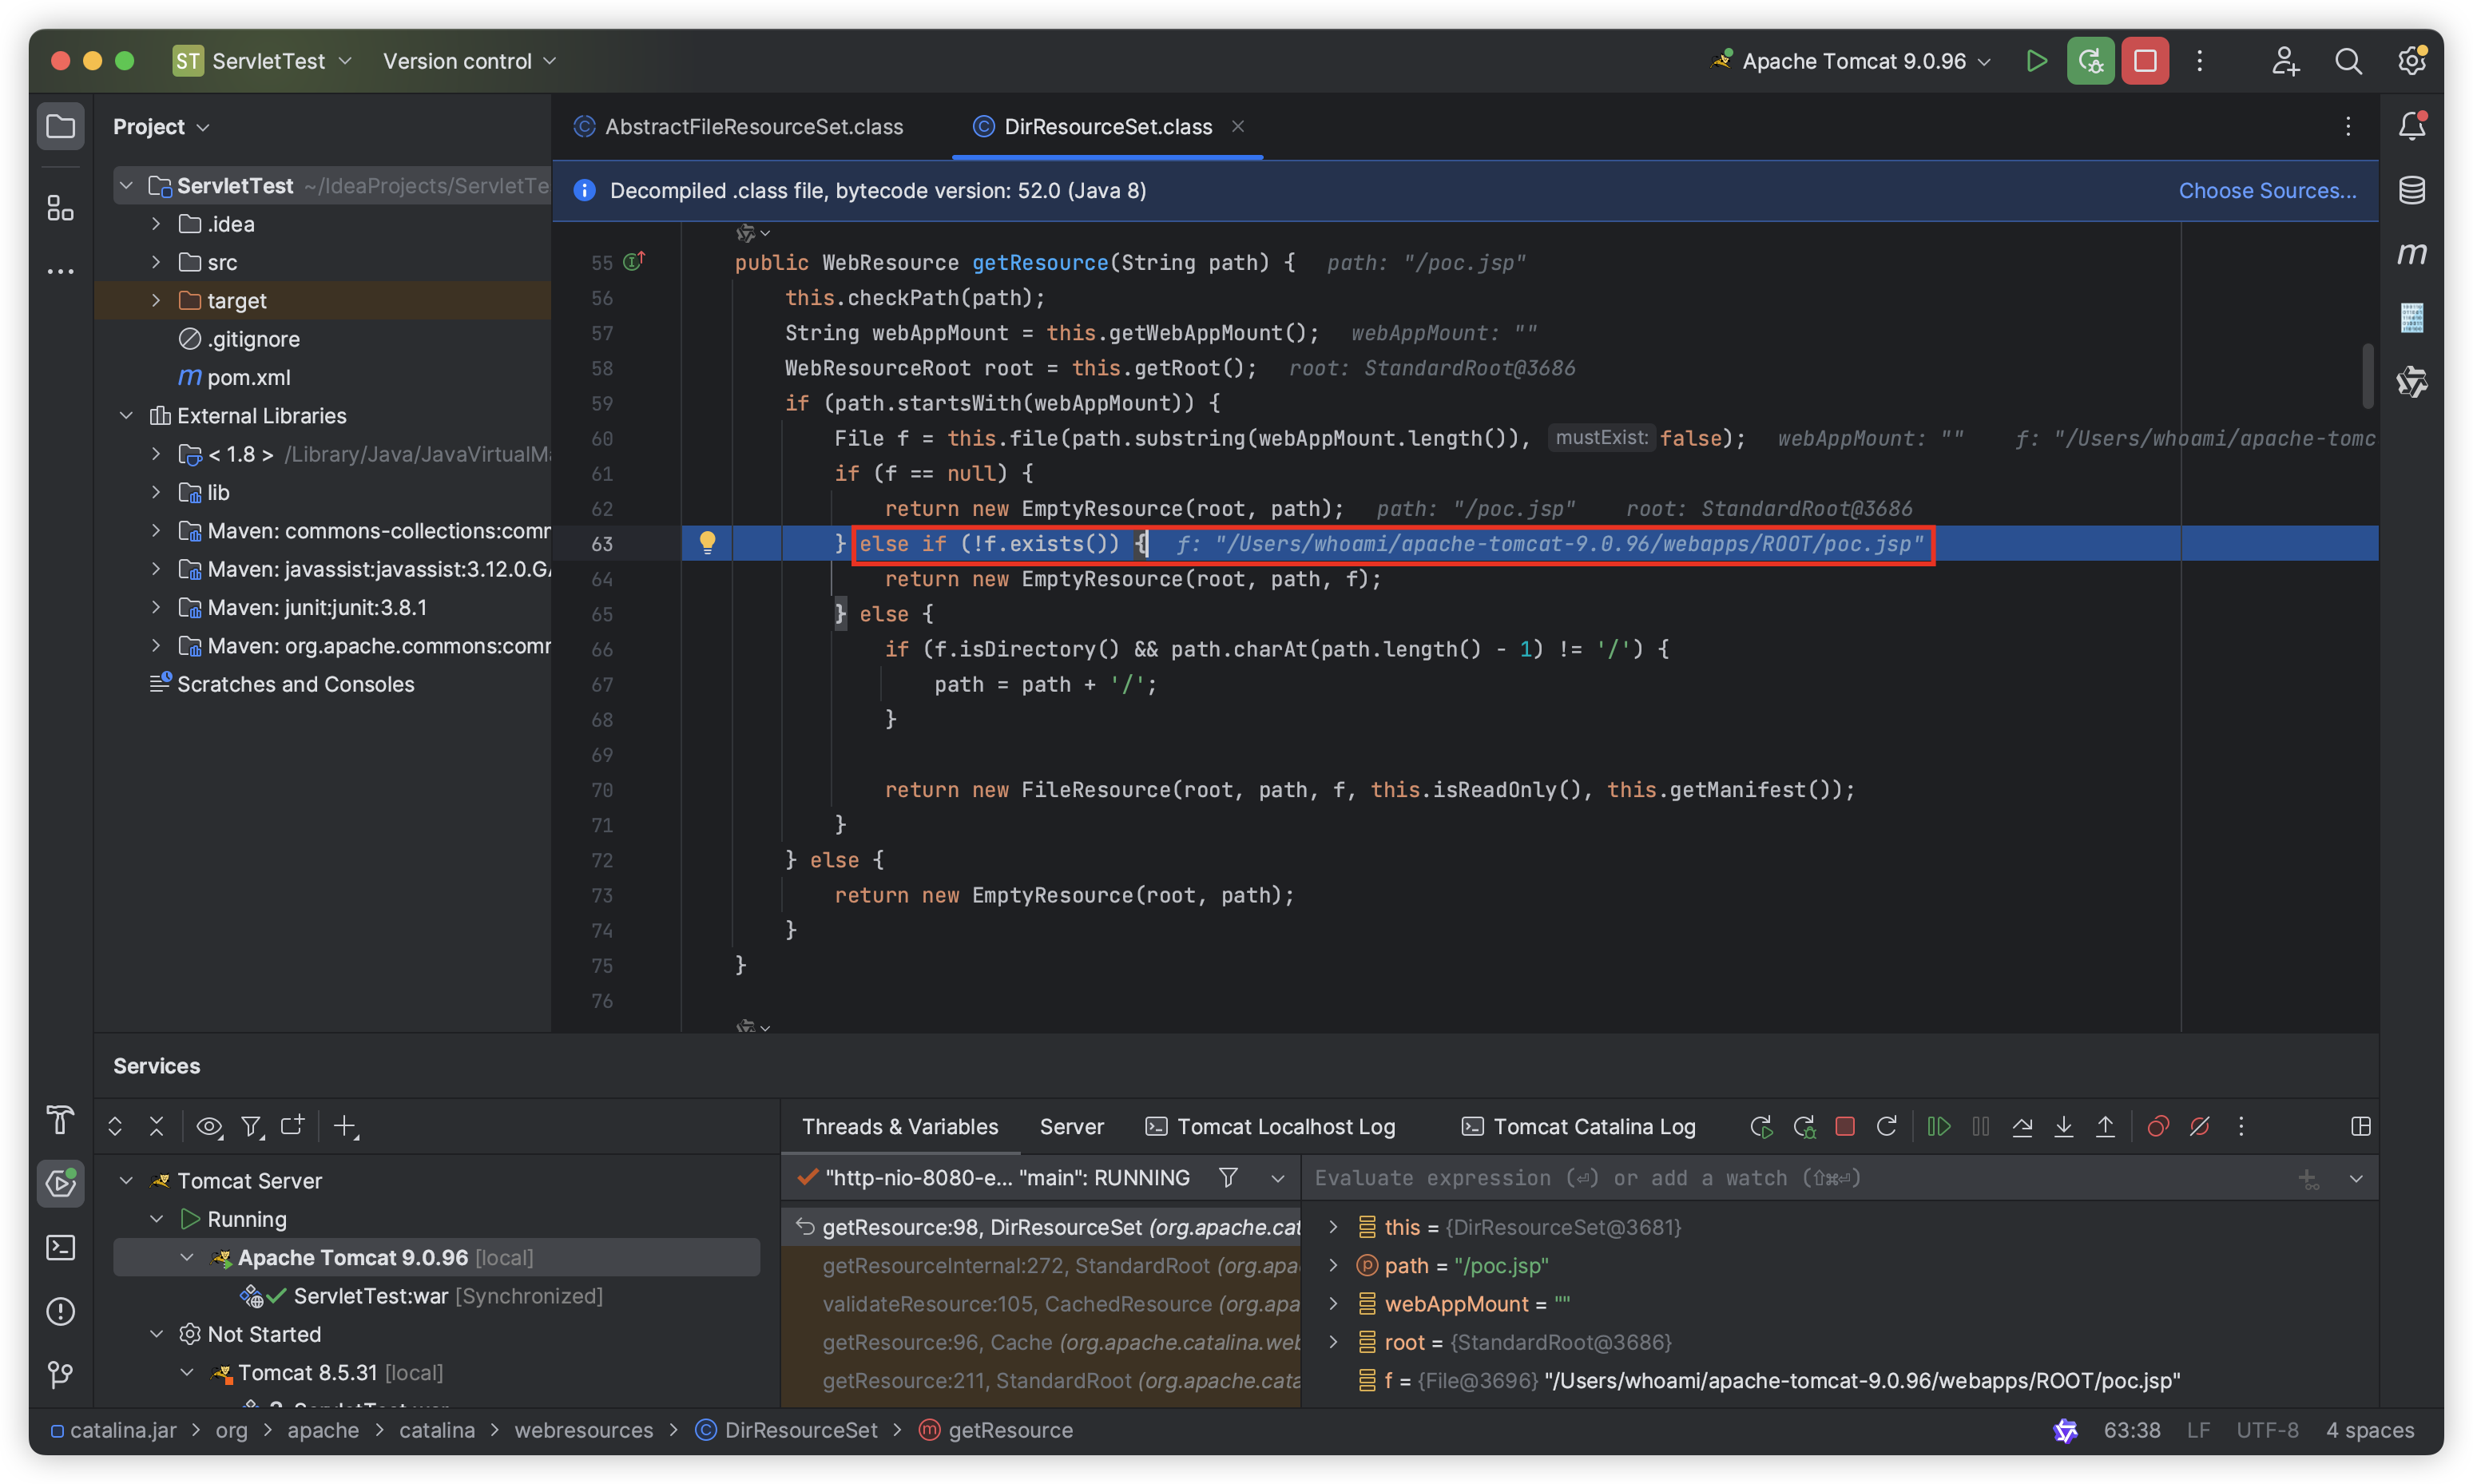 ST ServletTest Version control Apache Tomcat 9.0.96
Project
ServletTest ~/IdeaProjects/ServletTe
.idea
src
target
.gitignore
m pom.xml
External Libraries
< 1.8 > /Library/Java/JavaVirtualMa
lib
Maven: commons-collections:comm
Maven: javassist:javassist:3.12.0.GA
Maven: junit:junit:3.8.1
Maven: org.apache.commons:comm
Scratches and Consoles
AbstractFileResourceSet.class DirResourceSet.class
Decompiled .class file, bytecode version: 52.0 (Java 8) Choose Sources...
55 public WebResource getResource(String path) { path: "/poc.jsp"
56 this.checkPath(path);
57 String webAppMount = this.getWebAppMount(); webAppMount: ""
58 WebResourceRoot root = this.getRoot(); root: StandardRoot@3686
59 if (path.startsWith(webAppMount)) {
60 File f = this.file(path.substring(webAppMount.length()), mustExist: false); webAppMount: "" f: "/Users/whoami/apache-tomc
61 if (f == null) {
62 return new EmptyResource(root, path); path: "/poc.jsp" root: StandardRoot@3686
63 } else if (!f.exists()) { f: "/Users/whoami/apache-tomcat-9.0.96/webapps/ROOT/poc.jsp"
64 return new EmptyResource(root, path, f);
65 } else {
66 if (f.isDirectory() && path.charAt(path.length() - 1) != '/') {
67 path = path + '/';
68 }
69
70 return new FileResource(root, path, f, this.isReadOnly(), this.getManifest());
71 }
72 } else {
73 return new EmptyResource(root, path);
74 }
75 }
76
m
Services
Threads & Variables Server Tomcat Localhost Log Tomcat Catalina Log
Tomcat Server
Running
Apache Tomcat 9.0.96 [local]
ServletTest:war [Synchronized]
Not Started
Tomcat 8.5.31 [local]
"http-nio-8080-e... "main": RUNNING
getResource:98, DirResourceSet (org.apache.cat
getResourceInternal:272, StandardRoot (org.apa
validateResource:105, CachedResource (org.apa
getResource:96, Cache (org.apache.catalina.web
getResource:211, StandardRoot (org.apache.cata
Evaluate expression (⏎) or add a watch (⇧⌘⏎)
this = {DirResourceSet@3681}
path = "/poc.jsp"
webAppMount = ""
root = {StandardRoot@3686}
f = {File@3696} "/Users/whoami/apache-tomcat-9.0.96/webapps/ROOT/poc.jsp"
catalina.jar > org > apache > catalina > webresources > DirResourceSet > getResource 63:38 LF UTF-8 4 spaces